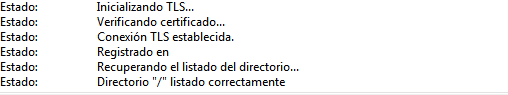 Estado: Inicializando TLS...
Estado: Verificando certificado...
Estado: Conexión TLS establecida.
Estado: Registrado en
Estado: Recuperando el listado del directorio...
Estado: Directorio "/" listado correctamente